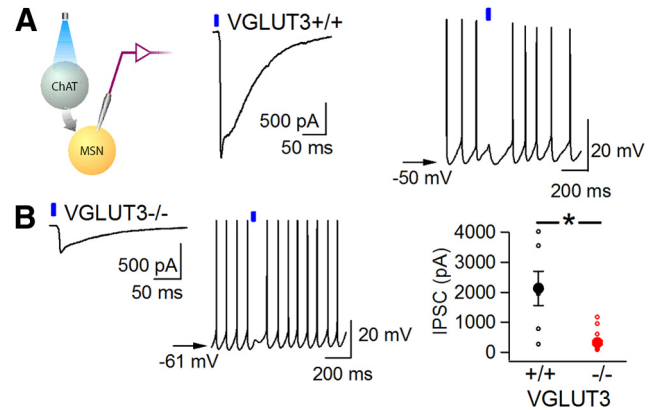 A
VGLUT3+/+
ChAT
MSN
500 pA
50 ms
-50 mV
20 mV
200 ms
B
VGLUT3-/-
500 pA
50 ms
-61 mV
20 mV
200 ms
*
IPSC (pA)
4000
3000
2000
1000
0
+/+ -/-
VGLUT3